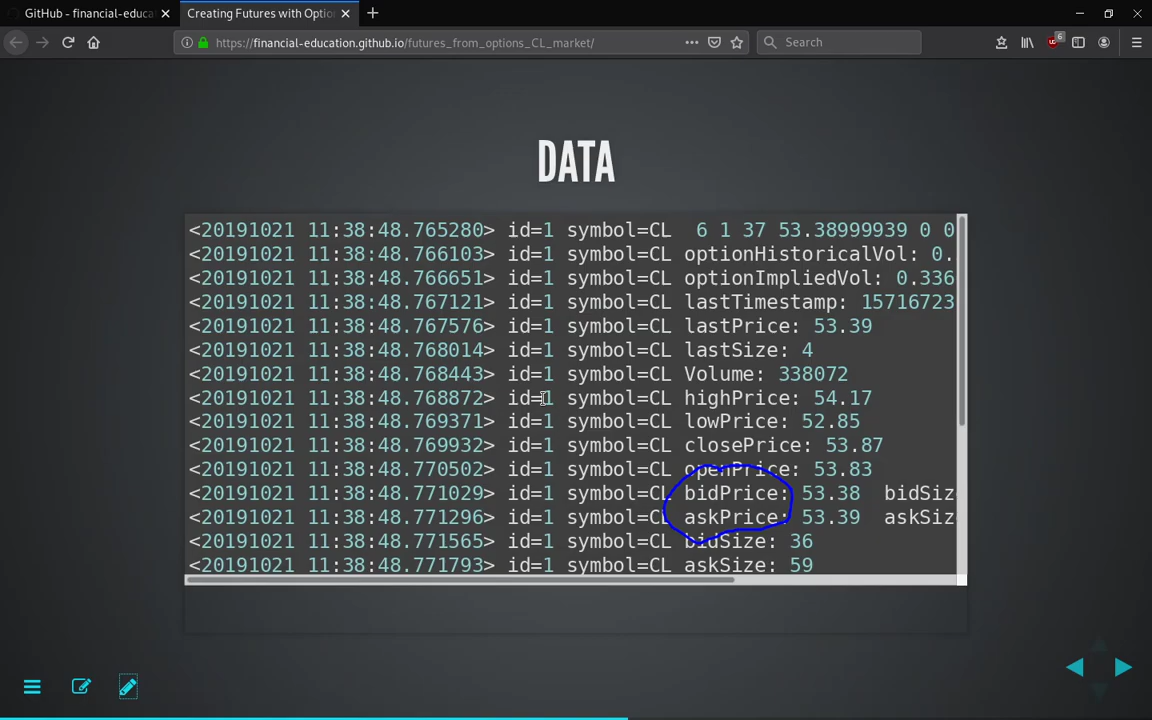 GitHub - financial-educa
Creating Futures with Optio
https://financial-education.github.io/futures_from_options_CL_market/
Search
6
DATA
<20191021 11:38:48.765280> id=1 symbol=CL  6 1 37 53.38999939 0 0
<20191021 11:38:48.766103> id=1 symbol=CL optionHistoricalVol: 0.
<20191021 11:38:48.766651> id=1 symbol=CL optionImpliedVol: 0.336
<20191021 11:38:48.767121> id=1 symbol=CL lastTimestamp: 15716723
<20191021 11:38:48.767576> id=1 symbol=CL lastPrice: 53.39
<20191021 11:38:48.768014> id=1 symbol=CL lastSize: 4
<20191021 11:38:48.768443> id=1 symbol=CL Volume: 338072
<20191021 11:38:48.768872> id=1 symbol=CL highPrice: 54.17
<20191021 11:38:48.769371> id=1 symbol=CL lowPrice: 52.85
<20191021 11:38:48.769932> id=1 symbol=CL closePrice: 53.87
<20191021 11:38:48.770502> id=1 symbol=CL openPrice: 53.83
<20191021 11:38:48.771029> id=1 symbol=CL bidPrice: 53.38  bidSiz
<20191021 11:38:48.771296> id=1 symbol=CL askPrice: 53.39  askSiz
<20191021 11:38:48.771565> id=1 symbol=CL bidSize: 36
<20191021 11:38:48.771793> id=1 symbol=CL askSize: 59